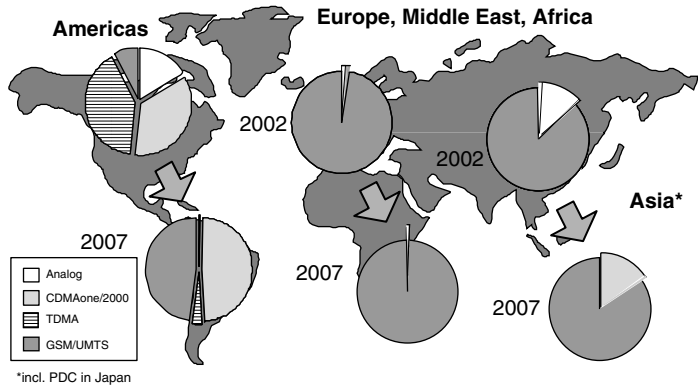 Americas
Europe, Middle East, Africa
2002
2002
Asia*
2007
2007
2007
Analog
CDMAone/2000
TDMA
GSM/UMTS
*incl. PDC in Japan